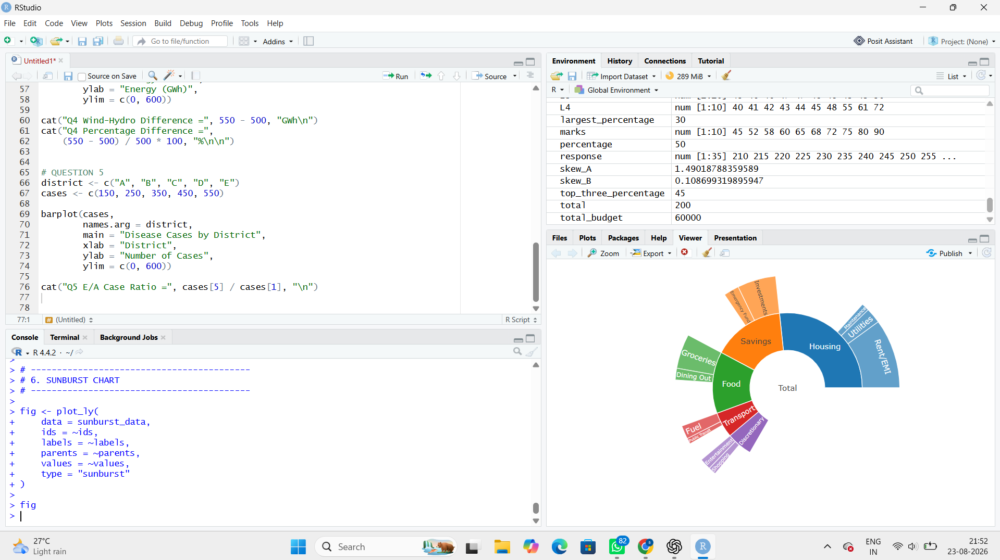 RStudio
File Edit Code View Plots Session Build Debug Profile Tools Help
Go to file/function Addins Posit Assistant Project: (None)
Untitled1*
Source on Save Run Source
57 ylab = "Energy (GWh)",
58 ylim = c(0, 600))
59
60 cat("Q4 Wind-Hydro Difference =", 550 - 500, "GWh\n")
61 cat("Q4 Percentage Difference =",
62 (550 - 500) / 500 * 100, "%\n\n")
63
64
65 # QUESTION 5
66 district <- c("A", "B", "C", "D", "E")
67 cases <- c(150, 250, 350, 450, 550)
68
69 barplot(cases,
70 names.arg = district,
71 main = "Disease Cases by District",
72 xlab = "District",
73 ylab = "Number of Cases",
74 ylim = c(0, 600))
75
76 cat("Q5 E/A Case Ratio =", cases[5] / cases[1], "\n")
77
78
77:1 # (Untitled) R Script
Console Terminal Background Jobs
R R 4.4.2 · ~/
>
> # ------------------------------------------
> # 6. SUNBURST CHART
> # ------------------------------------------
>
> fig <- plot_ly(
+ data = sunburst_data,
+ ids = ~ids,
+ labels = ~labels,
+ parents = ~parents,
+ values = ~values,
+ type = "sunburst"
+ )
>
> fig
>
Environment History Connections Tutorial
Import Dataset 289 MiB List
R Global Environment
L4 num [1:10] 40 41 42 43 44 45 48 55 61 72
largest_percentage 30
marks num [1:10] 45 52 58 60 65 68 72 75 80 90
percentage 50
response num [1:35] 210 215 220 225 230 235 240 245 250 255 ...
skew_A 1.49018788359589
skew_B 0.108699319895947
top_three_percentage 45
total 200
total_budget 60000
Files Plots Packages Help Viewer Presentation
Zoom Export Publish
Investments
Emergency Fund
Savings
Housing
Maintenance
Utilities
Rent/EMI
Groceries
Dining Out
Food
Total
Transport
Fuel
Public Transit
Discretionary
Entertainment
Shopping
27°C
Light rain
Search
82
ENG
IN
21:52
23-08-2026